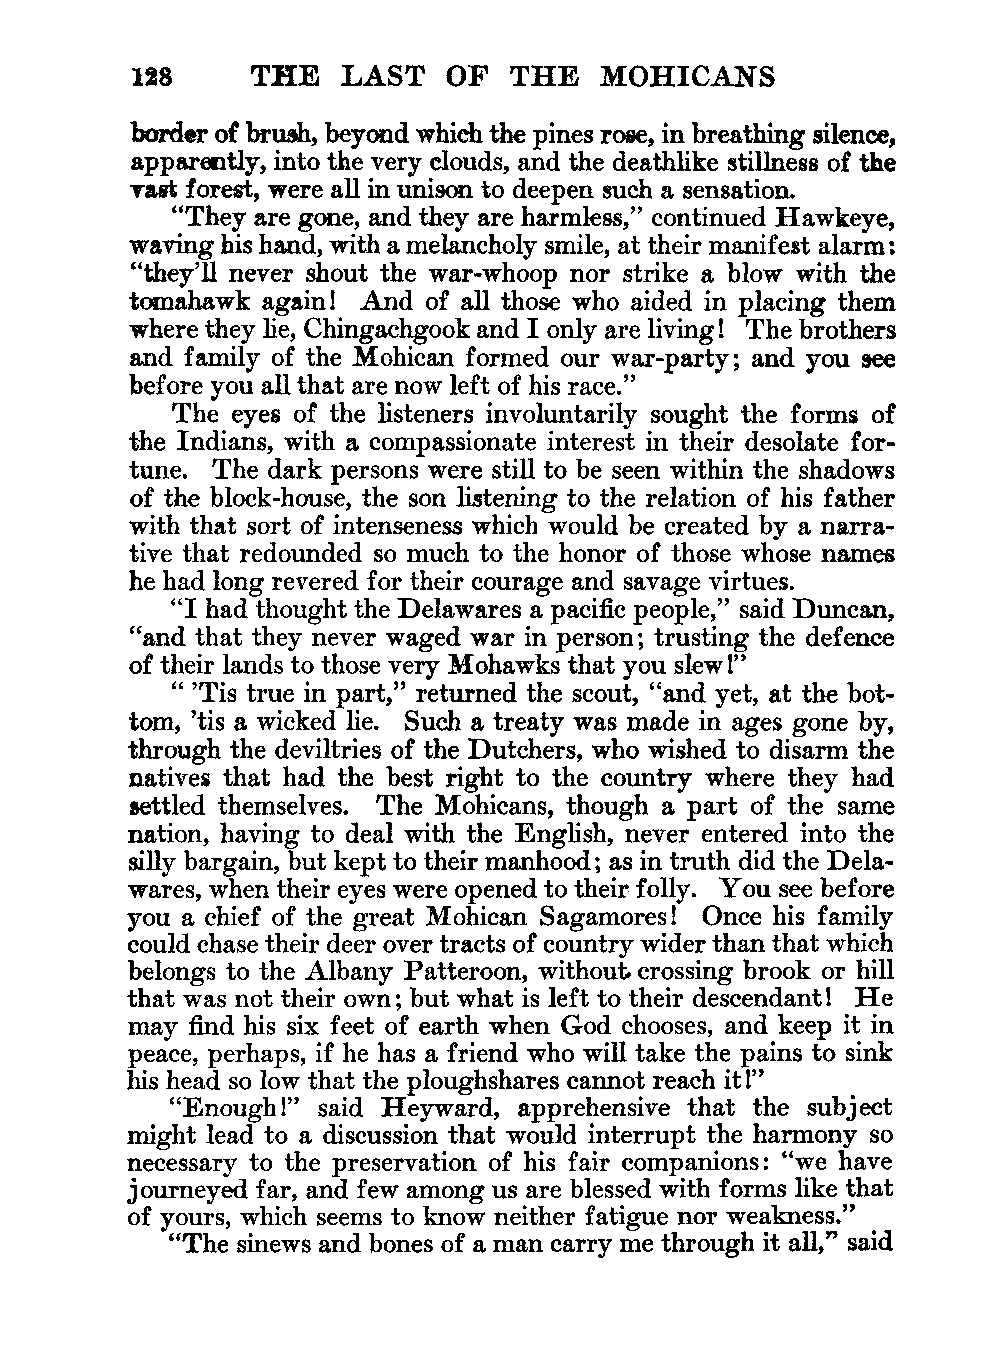 128 THE LAST OF THE MOHICANS
border of brush, beyond which the pines rose, in breathing silence,
apparently, into the very clouds, and the deathlike stillness of the
vast forest, were all in unison to deepen such a sensation.
“They are gone, and they are harmless,” continued Hawkeye,
waving his hand, with a melancholy smile, at their manifest alarm:
“they’ll never shout the war-whoop nor strike a blow with the
tomahawk again! And of all those who aided in placing them
where they lie, Chingachgook and I only are living! The brothers
and family of the Mohican formed our war-party; and you see
before you all that are now left of his race.”
The eyes of the listeners involuntarily sought the forms of
the Indians, with a compassionate interest in their desolate for-
tune. The dark persons were still to be seen within the shadows
of the block-house, the son listening to the relation of his father
with that sort of intenseness which would be created by a narra-
tive that redounded so much to the honor of those whose names
he had long revered for their courage and savage virtues.
“I had thought the Delawares a pacific people,” said Duncan,
“and that they never waged war in person; trusting the defence
of their lands to those very Mohawks that you slew!”
“ ’Tis true in part,” returned the scout, “and yet, at the bot-
tom, ’tis a wicked lie. Such a treaty was made in ages gone by,
through the deviltries of the Dutchers, who wished to disarm the
natives that had the best right to the country where they had
settled themselves. The Mohicans, though a part of the same
nation, having to deal with the English, never entered into the
silly bargain, but kept to their manhood; as in truth did the Dela-
wares, when their eyes were opened to their folly. You see before
you a chief of the great Mohican Sagamores! Once his family
could chase their deer over tracts of country wider than that which
belongs to the Albany Patteroon, without crossing brook or hill
that was not their own; but what is left to their descendant! He
may find his six feet of earth when God chooses, and keep it in
peace, perhaps, if he has a friend who will take the pains to sink
his head so low that the ploughshares cannot reach it!”
“Enough!” said Heyward, apprehensive that the subject
might lead to a discussion that would interrupt the harmony so
necessary to the preservation of his fair companions: “we have
journeyed far, and few among us are blessed with forms like that
of yours, which seems to know neither fatigue nor weakness.”
“The sinews and bones of a man carry me through it all,” said